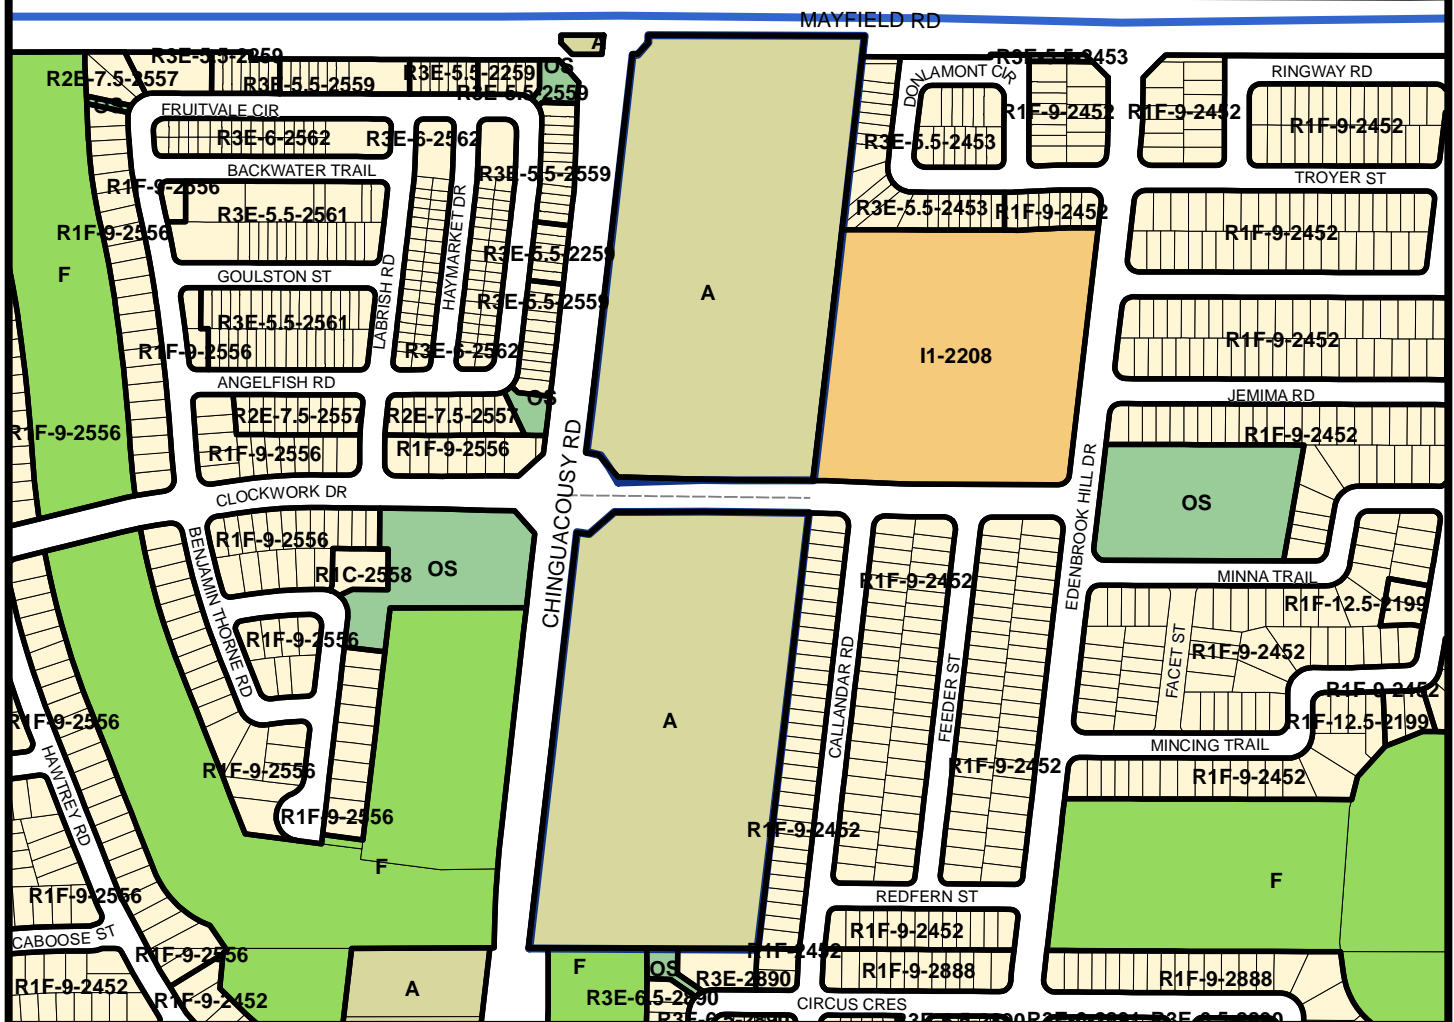 MAYFIELD RD
A
R3E-5.5-2259
R3E-5.5-2453
OS
R2E-7.5-2557
R3E-5.5-2559
R3E-5.5-2259
R3E-5.5-2559
DONLAMONT CIR
RINGWAY RD
OS
FRUITVALE CIR
R1F-9-2452
R1F-9-2452
R1F-9-2452
R3E-6-2562
R3E-6-2562
R3E-5.5-2453
BACKWATER TRAIL
R3E-5.5-2559
TROYER ST
R1F-9-2556
R3E-5.5-2561
HAYMARKET DR
R3E-5.5-2453
R1F-9-2452
R1F-9-2556
R1F-9-2452
R3E-5.5-2259
F
GOULSTON ST
LABRISH RD
A
R3E-5.5-2559
R3E-5.5-2561
R1F-9-2452
R1F-9-2556
R3E-6-2562
I1-2208
ANGELFISH RD
JEMIMA RD
OS
R2E-7.5-2557
R2E-7.5-2557
R1F-9-2556
R1F-9-2452
R1F-9-2556
R1F-9-2556
CHINGUACOUSY RD
EDENBROOK HILL DR
CLOCKWORK DR
OS
BENJAMIN THORNE RD
R1F-9-2556
R1C-2558
OS
R1F-9-2452
MINNA TRAIL
R1F-12.5-2199
R1F-9-2556
CALLANDAR RD
FEEDER ST
FACET ST
R1F-9-2452
R1F-9-2452
R1F-9-2556
A
R1F-12.5-2199
MINCING TRAIL
HAWTREY RD
R1F-9-2556
R1F-9-2452
R1F-9-2452
R1F-9-2556
R1F-9-2452
F
F
R1F-9-2556
REDFERN ST
CABOOSE ST
R1F-9-2452
R1F-9-2556
R1F-2452
F
OS
R3E-2890
R1F-9-2888
R1F-9-2888
R1F-9-2452
R1F-9-2452
A
R3E-6.5-2890
CIRCUS CRES